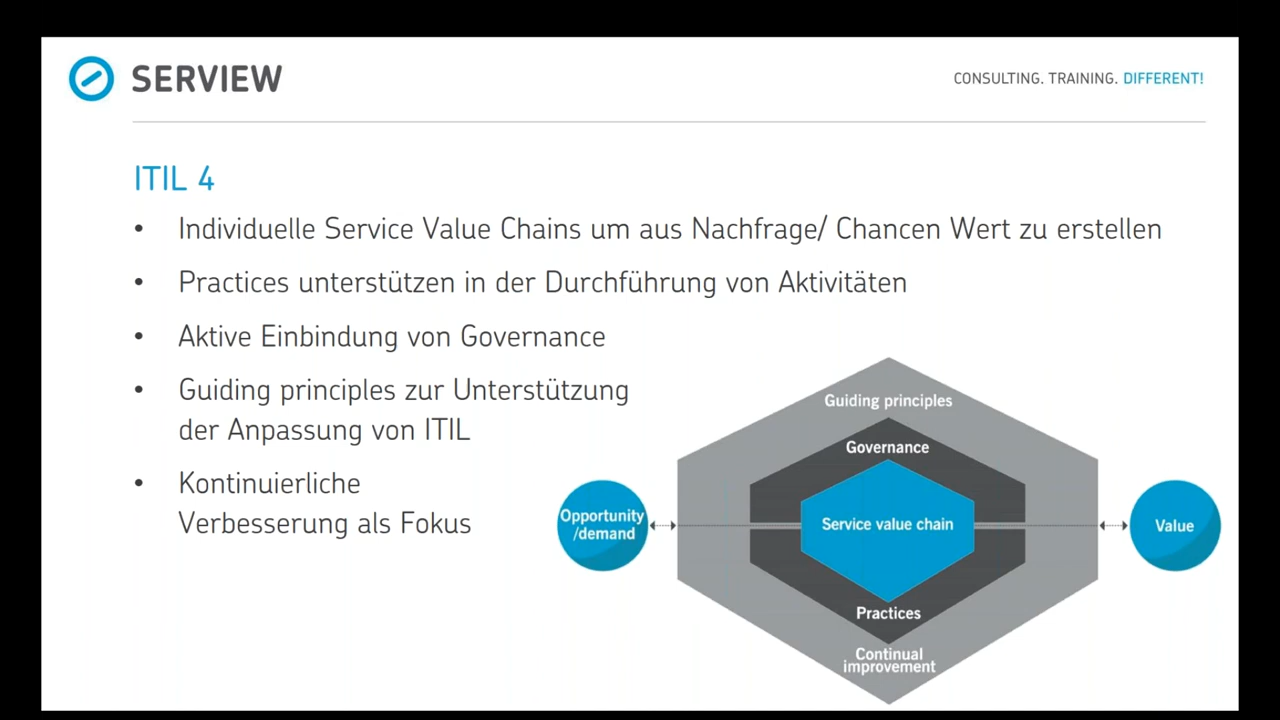 SERVIEW
CONSULTING. TRAINING. DIFFERENT!
ITIL 4
• Individuelle Service Value Chains um aus Nachfrage/ Chancen Wert zu erstellen
• Practices unterstützen in der Durchführung von Aktivitäten
• Aktive Einbindung von Governance
• Guiding principles zur Unterstützung
der Anpassung von ITIL
• Kontinuierliche
Verbesserung als Fokus
Guiding principles
Governance
Opportunity
/demand
Service value chain
Value
Practices
Continual
improvement